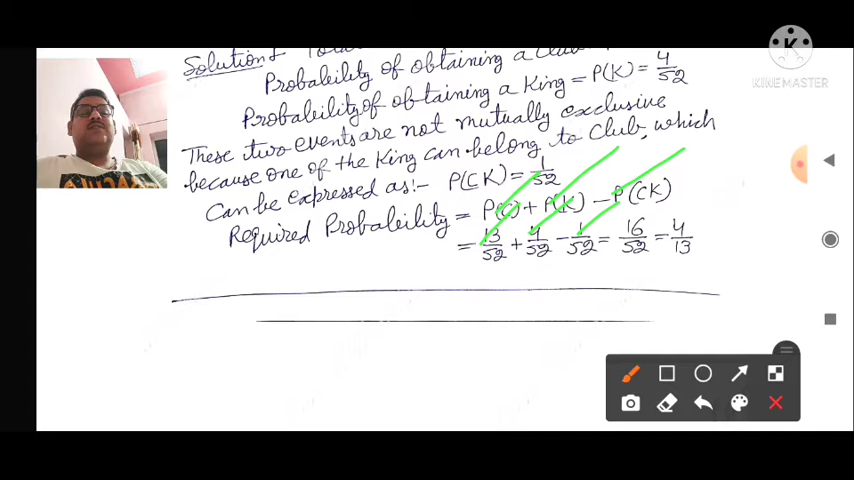 Solution:- Total
Probability of obtaining a Club
Probability of obtaining a King = P(K) = 4/52
These two events are not mutually exclusive
because one of the King can belong to Club, which
Can be expressed as:- P(CK) = 1/52
Required Probability = P(C) + P(K) - P(CK)
= 13/52 + 4/52 - 1/52 = 16/52 = 4/13
K
KINEMASTER